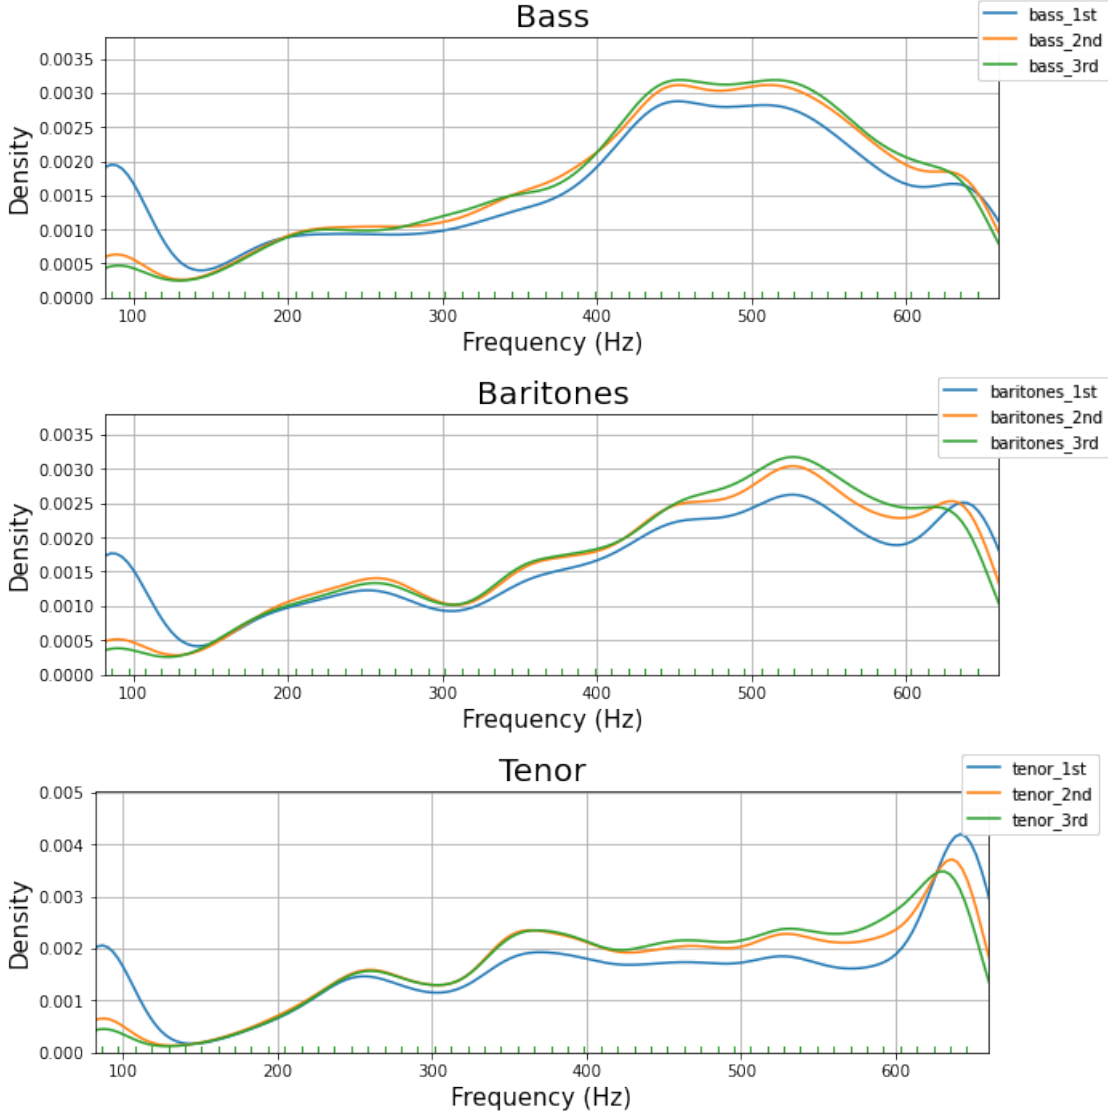 Bass
bass_1st
bass_2nd
bass_3rd
0.0035
0.0030
0.0025
0.0020
0.0015
0.0010
0.0005
0.0000
Density
100 200 300 400 500 600
Frequency (Hz)
Baritones
baritones_1st
baritones_2nd
baritones_3rd
0.0035
0.0030
0.0025
0.0020
0.0015
0.0010
0.0005
0.0000
Density
100 200 300 400 500 600
Frequency (Hz)
Tenor
tenor_1st
tenor_2nd
tenor_3rd
0.005
0.004
0.003
0.002
0.001
0.000
Density
100 200 300 400 500 600
Frequency (Hz)